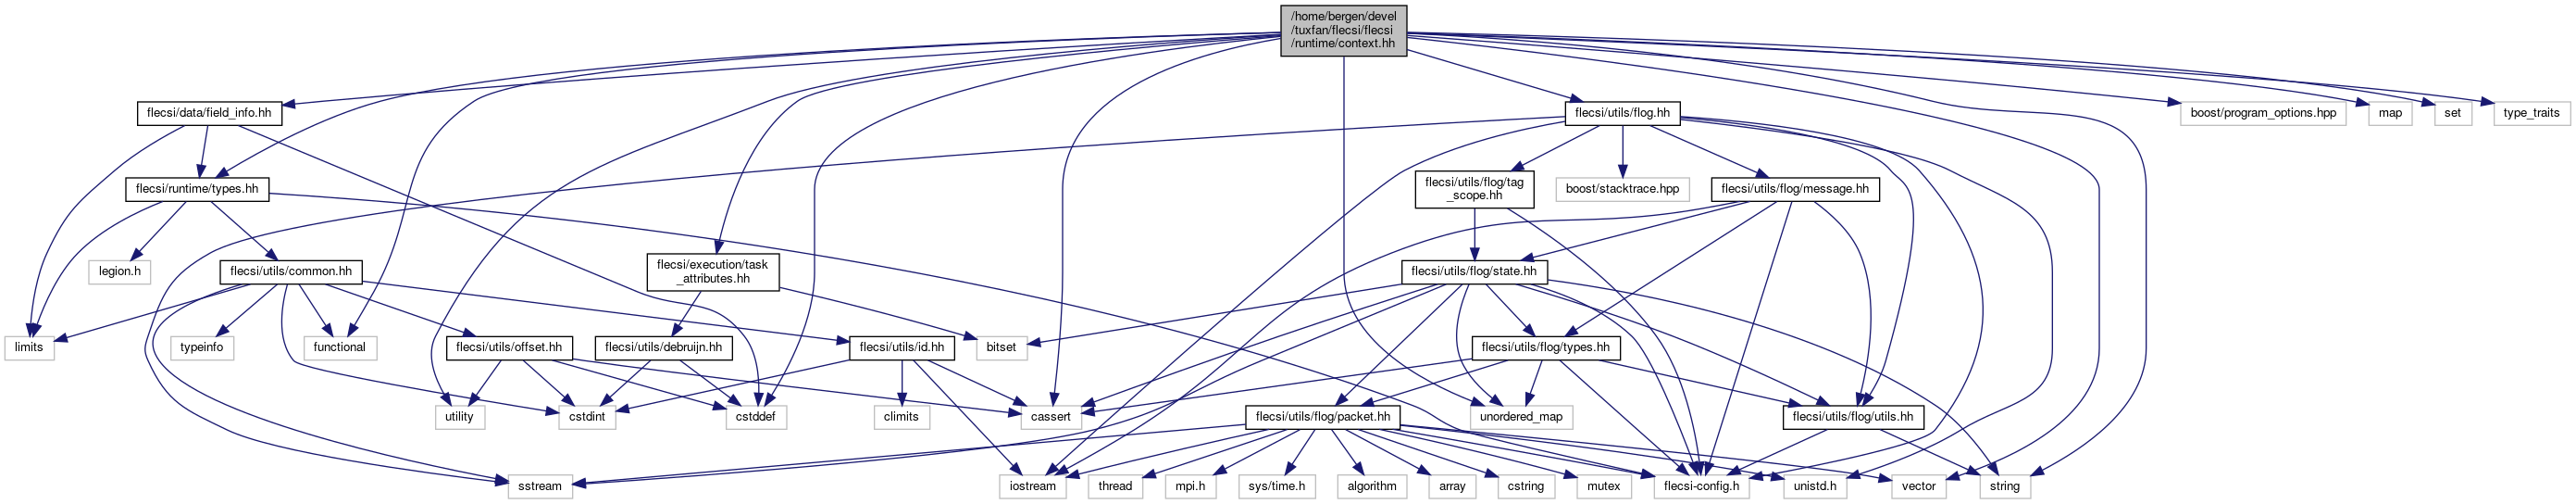 /home/bergen/devel
/tuxfan/flecsi/flecsi
/runtime/context.hh
flecsi/data/field_info.hh
flecsi/utils/flog.hh
boost/program_options.hpp
map
set
type_traits
flecsi/runtime/types.hh
flecsi/utils/flog/tag
_scope.hh
boost/stacktrace.hpp
flecsi/utils/flog/message.hh
legion.h
flecsi/utils/common.hh
flecsi/execution/task
_attributes.hh
flecsi/utils/flog/state.hh
limits
typeinfo
functional
flecsi/utils/offset.hh
flecsi/utils/debruijn.hh
flecsi/utils/id.hh
bitset
flecsi/utils/flog/types.hh
utility
cstdint
cstddef
climits
cassert
flecsi/utils/flog/packet.hh
unordered_map
flecsi/utils/flog/utils.hh
sstream
iostream
thread
mpi.h
sys/time.h
algorithm
array
cstring
mutex
flecsi-config.h
unistd.h
vector
string